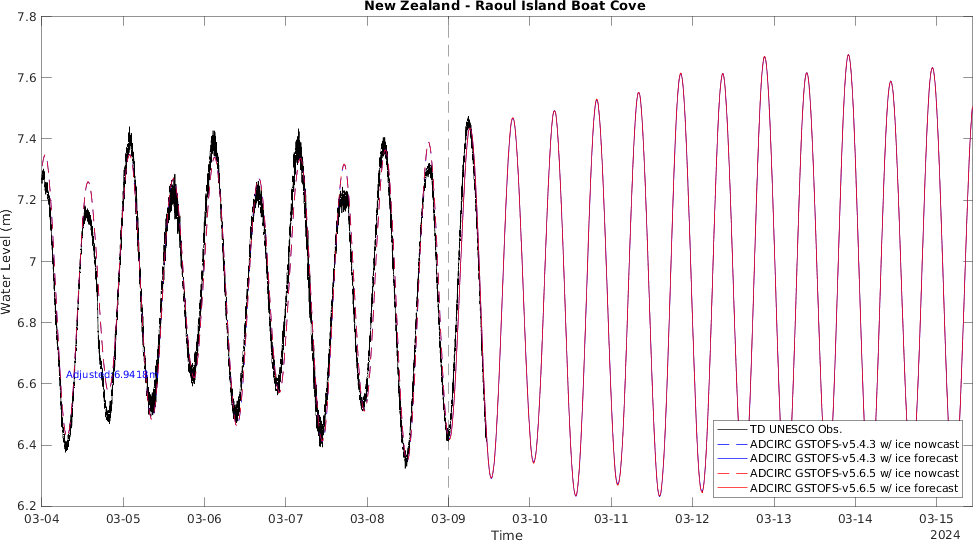 New Zealand - Raoul Island Boat Cove
7.8
7.6
7.4
7.2
7
6.8
6.6
6.4
6.2
Water Level (m)
Adjusted:6.9418m
TD UNESCO Obs.
ADCIRC GSTOFS-v5.4.3 w/ ice nowcast
ADCIRC GSTOFS-v5.4.3 w/ ice forecast
ADCIRC GSTOFS-v5.6.5 w/ ice nowcast
ADCIRC GSTOFS-v5.6.5 w/ ice forecast
03-04 03-05 03-06 03-07 03-08 03-09 03-10 03-11 03-12 03-13 03-14 03-15
Time
2024